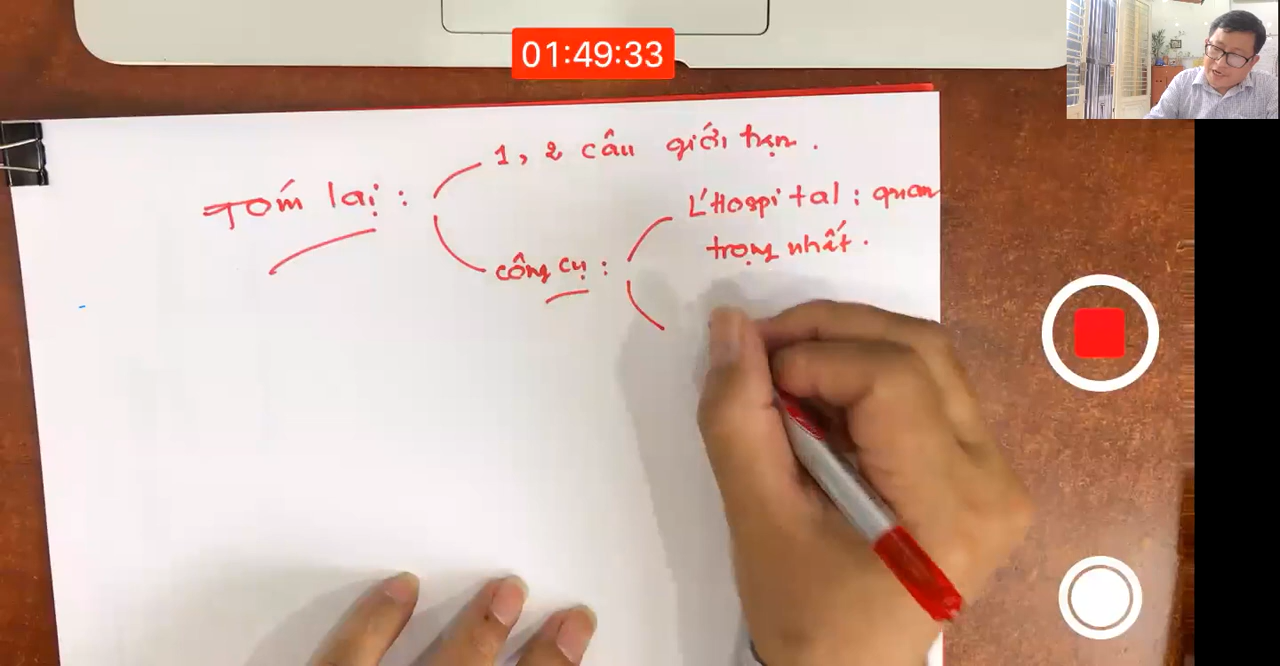 01:49:33
1, 2 câu giới hạn.
Tóm lại:
L'Hospital: quan
trọng nhất.
công cụ: